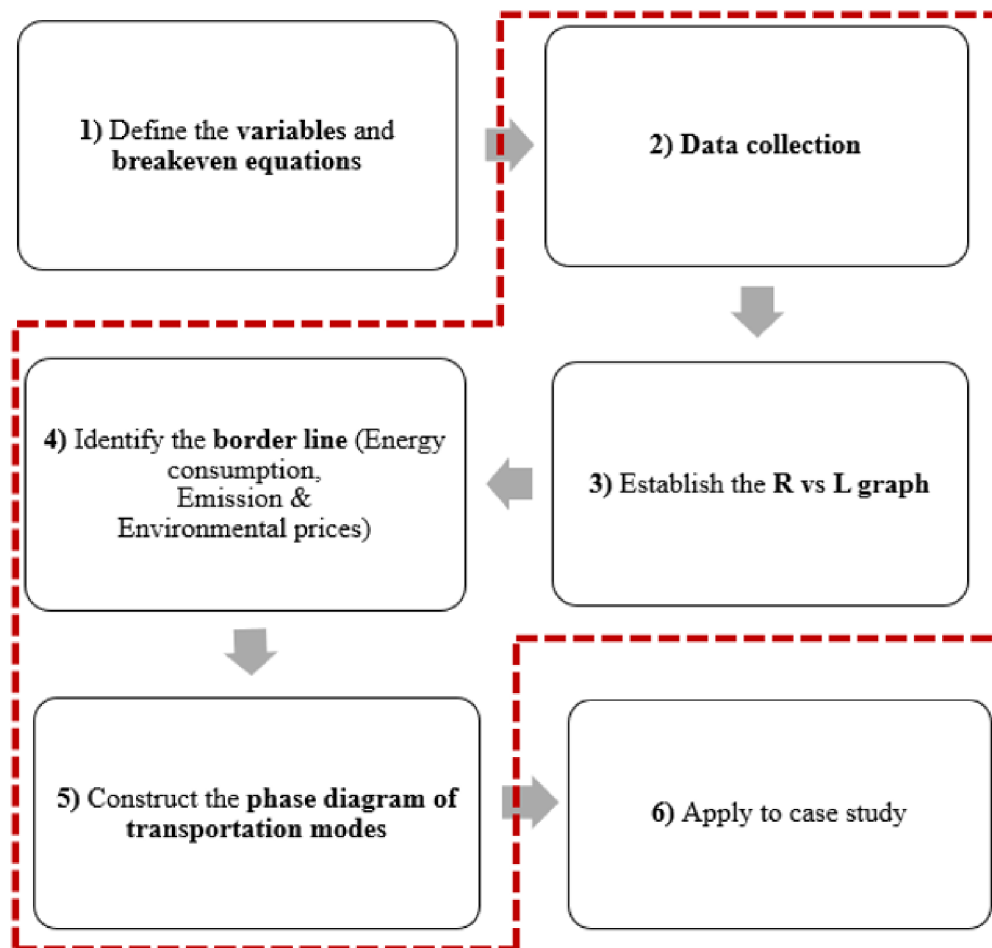 1) Define the variables and
breakeven equations
2) Data collection
3) Establish the R vs L graph
4) Identify the border line (Energy
consumption,
Emission &
Environmental prices)
5) Construct the phase diagram of
transportation modes
6) Apply to case study